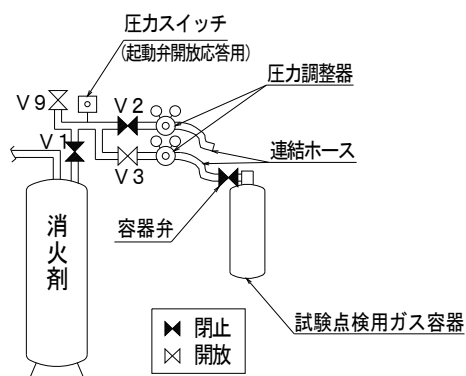 圧力スイッチ
(起動弁開放応答用)
圧力調整器
V9
V2
V1
連結ホース
V3
容器弁
消火剤
試験点検用ガス容器
閉止
開放